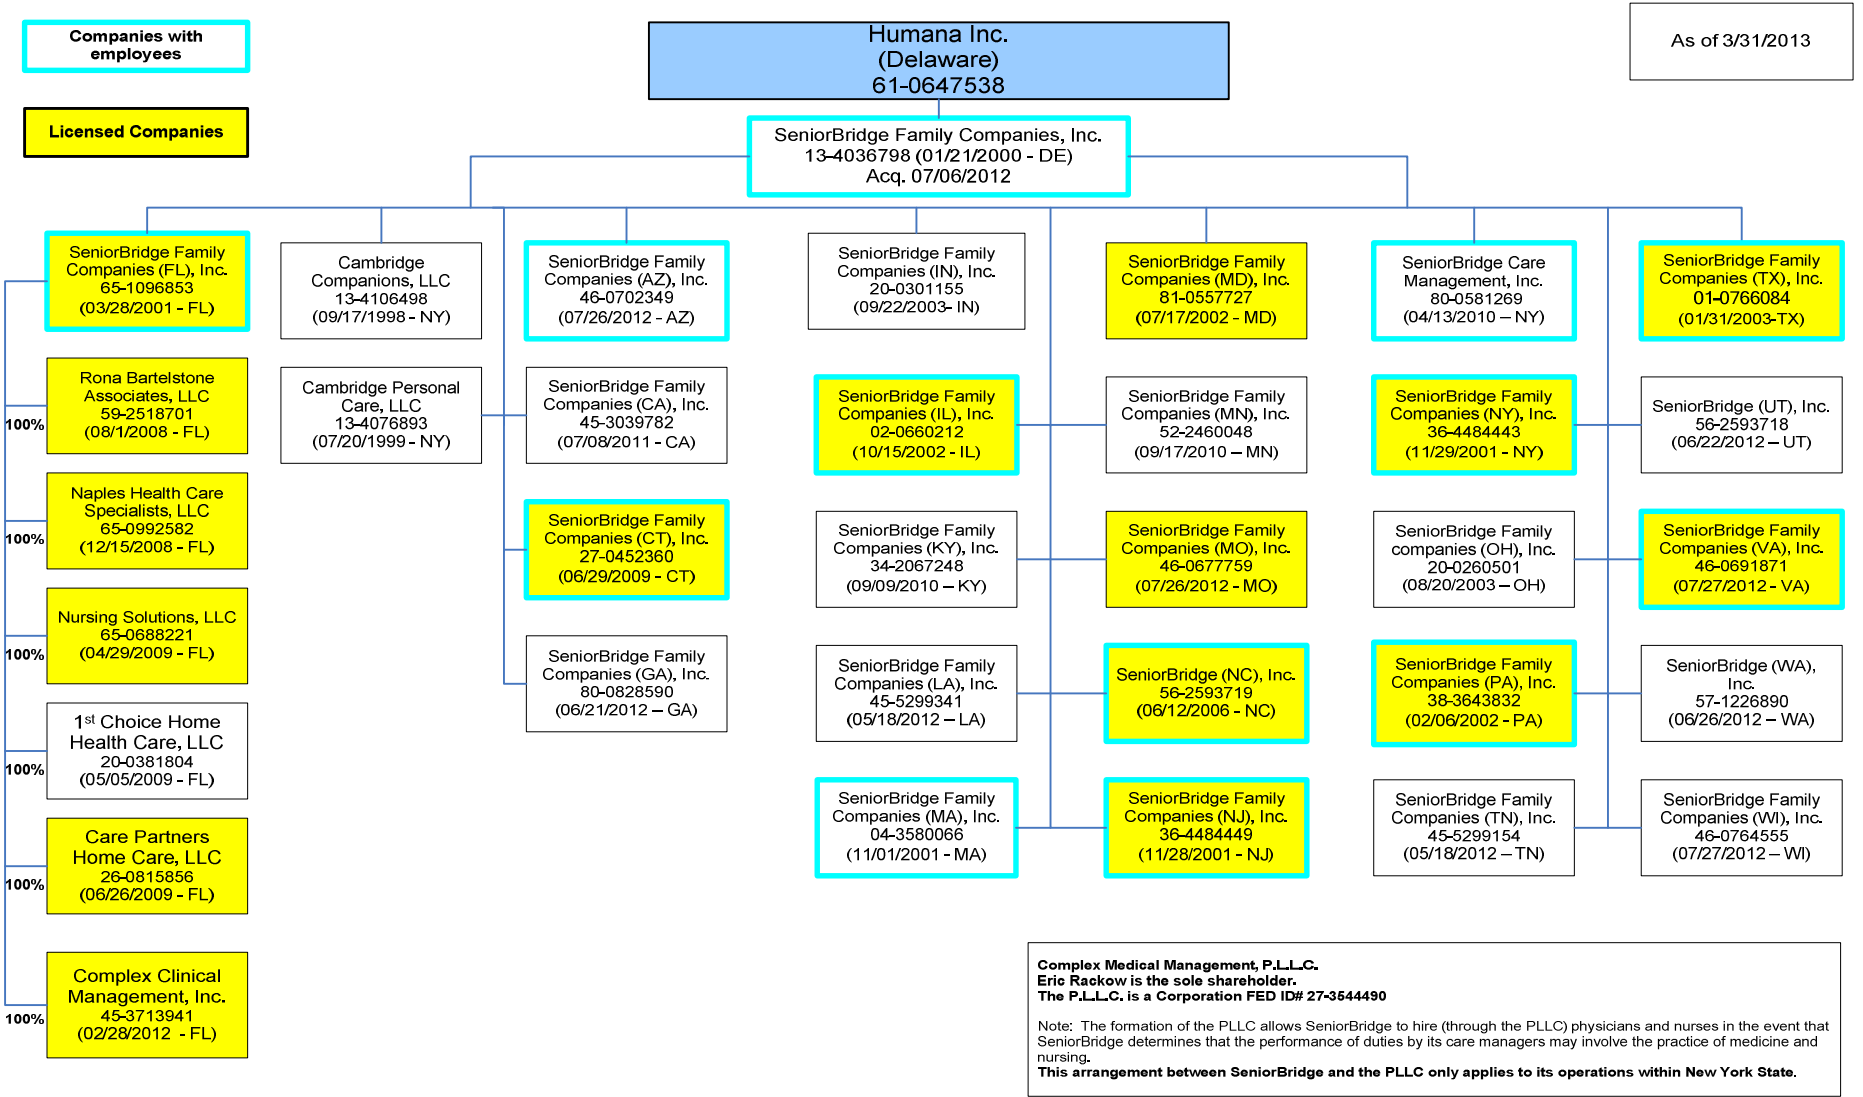 Companies with
employees
Licensed Companies
Humana Inc.
(Delaware)
61-0647538
As of 3/31/2013
SeniorBridge Family Companies, Inc.
13-4036798 (01/21/2000 - DE)
Acq. 07/06/2012
SeniorBridge Family
Companies (FL), Inc.
65-1096853
(03/28/2001 - FL)
100%
Rona Bartelstone
Associates, LLC
59-2518701
(08/1/2008 - FL)
100%
Naples Health Care
Specialists, LLC
65-0992582
(12/15/2008 - FL)
100%
Nursing Solutions, LLC
65-0688221
(04/29/2009 - FL)
100%
1st Choice Home
Health Care, LLC
20-0381804
(05/05/2009 - FL)
100%
Care Partners
Home Care, LLC
26-0815856
(06/26/2009 - FL)
100%
Complex Clinical
Management, Inc.
45-3713941
(02/28/2012 - FL)
Cambridge
Companions, LLC
13-4106498
(09/17/1998 - NY)
Cambridge Personal
Care, LLC
13-4076893
(07/20/1999 - NY)
SeniorBridge Family
Companies (AZ), Inc.
46-0702349
(07/26/2012 - AZ)
SeniorBridge Family
Companies (CA), Inc.
45-3039782
(07/08/2011 - CA)
SeniorBridge Family
Companies (CT), Inc.
27-0452360
(06/29/2009 - CT)
SeniorBridge Family
Companies (GA), Inc.
80-0828590
(06/21/2012 – GA)
SeniorBridge Family
Companies (IN), Inc.
20-0301155
(09/22/2003- IN)
SeniorBridge Family
Companies (IL), Inc.
02-0660212
(10/15/2002 - IL)
SeniorBridge Family
Companies (KY), Inc.
34-2067248
(09/09/2010 – KY)
SeniorBridge Family
Companies (LA), Inc.
45-5299341
(05/18/2012 – LA)
SeniorBridge Family
Companies (MA), Inc.
04-3580066
(11/01/2001 - MA)
SeniorBridge Family
Companies (MD), Inc.
81-0557727
(07/17/2002 - MD)
SeniorBridge Family
Companies (MN), Inc.
52-2460048
(09/17/2010 – MN)
SeniorBridge Family
Companies (MO), Inc.
46-0677759
(07/26/2012 - MO)
SeniorBridge (NC), Inc.
56-2593719
(06/12/2006 - NC)
SeniorBridge Family
Companies (NJ), Inc.
36-4484449
(11/28/2001 - NJ)
SeniorBridge Care
Management, Inc.
80-0581269
(04/13/2010 – NY)
SeniorBridge Family
Companies (NY), Inc.
36-4484443
(11/29/2001 - NY)
SeniorBridge Family
companies (OH), Inc.
20-0260501
(08/20/2003 – OH)
SeniorBridge Family
Companies (PA), Inc.
38-3643832
(02/06/2002 - PA)
SeniorBridge Family
Companies (TN), Inc.
45-5299154
(05/18/2012 – TN)
SeniorBridge Family
Companies (TX), Inc.
01-0766084
(01/31/2003-TX)
SeniorBridge (UT), Inc.
56-2593718
(06/22/2012 – UT)
SeniorBridge Family
Companies (VA), Inc.
46-0691871
(07/27/2012 - VA)
SeniorBridge (WA),
Inc.
57-1226890
(06/26/2012 – WA)
SeniorBridge Family
Companies (WI), Inc.
46-0764555
(07/27/2012 – WI)
Complex Medical Management, P.L.L.C.
Eric Rackow is the sole shareholder.
The P.L.L.C. is a Corporation FED ID# 27-3544490
Note: The formation of the PLLC allows SeniorBridge to hire (through the PLLC) physicians and nurses in the event that
SeniorBridge determines that the performance of duties by its care managers may involve the practice of medicine and
nursing.
This arrangement between SeniorBridge and the PLLC only applies to its operations within New York State.